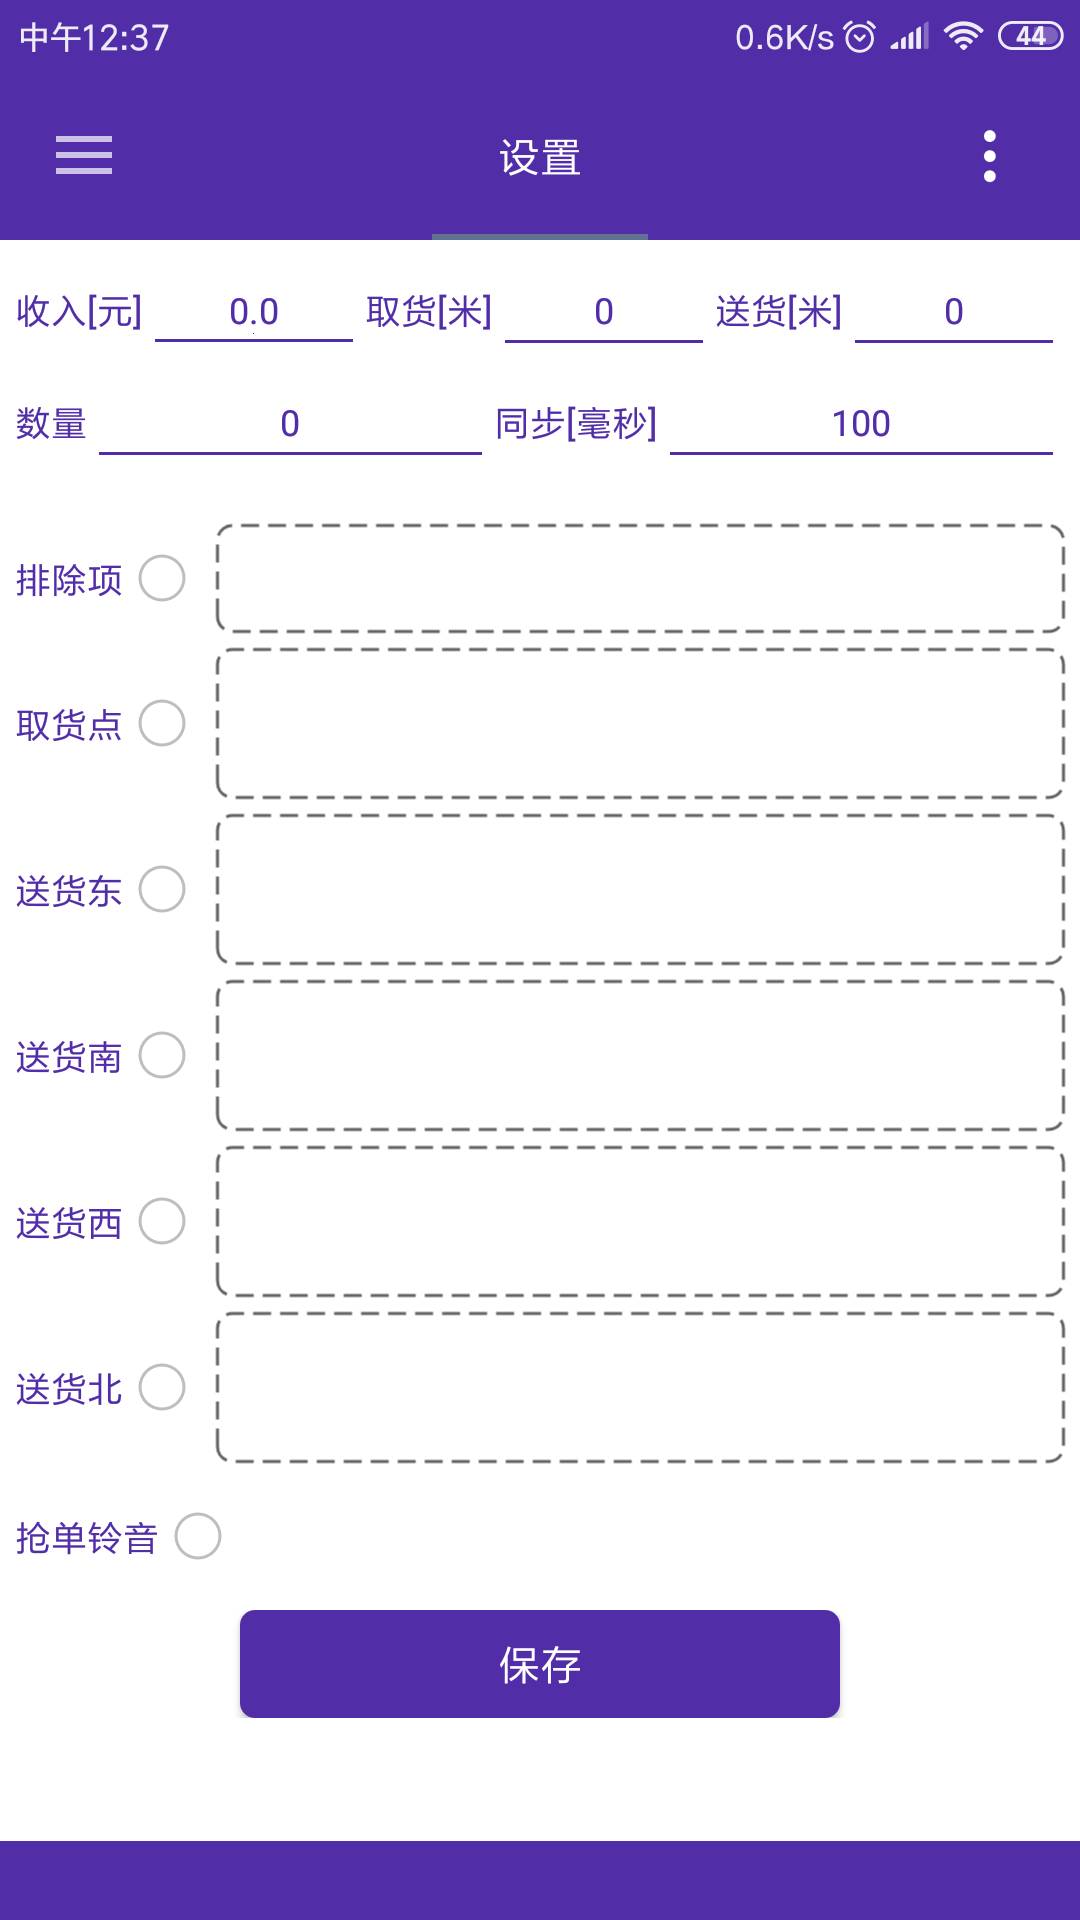 中午12:37 0.6K/s 44
设置
收入[元] 0.0 取货[米] 0 送货[米] 0
数量 0 同步[毫秒] 100
排除项
取货点
送货东
送货南
送货西
送货北
抢单铃音
保存